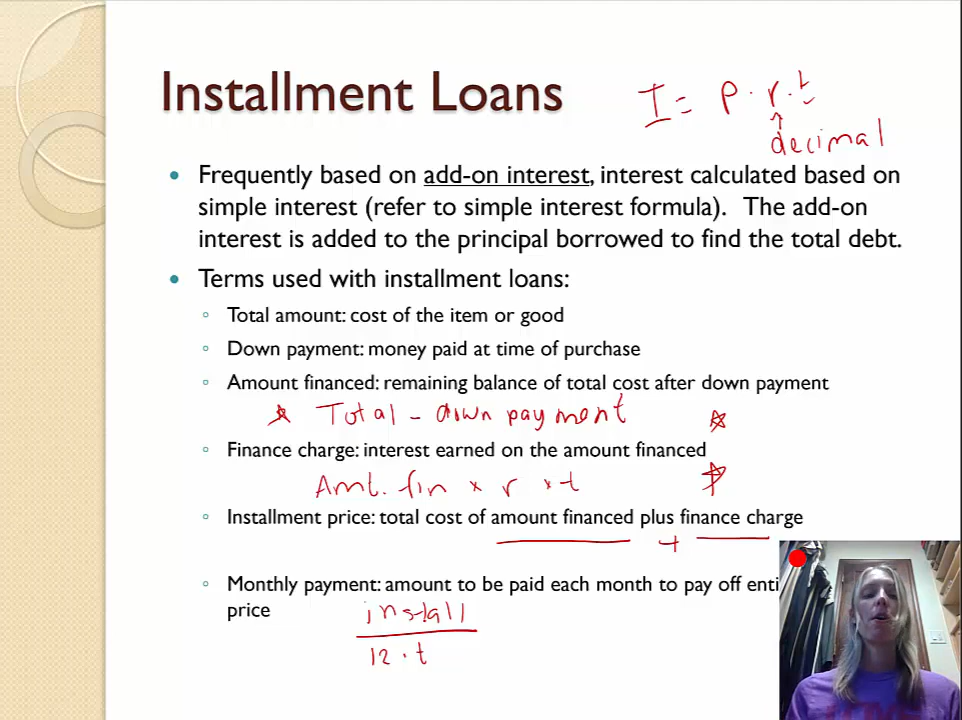 Installment Loans
I = P · r · t
decimal
Frequently based on add-on interest, interest calculated based on
simple interest (refer to simple interest formula). The add-on
interest is added to the principal borrowed to find the total debt.
Terms used with installment loans:
Total amount: cost of the item or good
Down payment: money paid at time of purchase
Amount financed: remaining balance of total cost after down payment
Total - down payment
Finance charge: interest earned on the amount financed
Amt. fin × r × t
Installment price: total cost of amount financed plus finance charge
+
Monthly payment: amount to be paid each month to pay off enti
price
install
12 · t